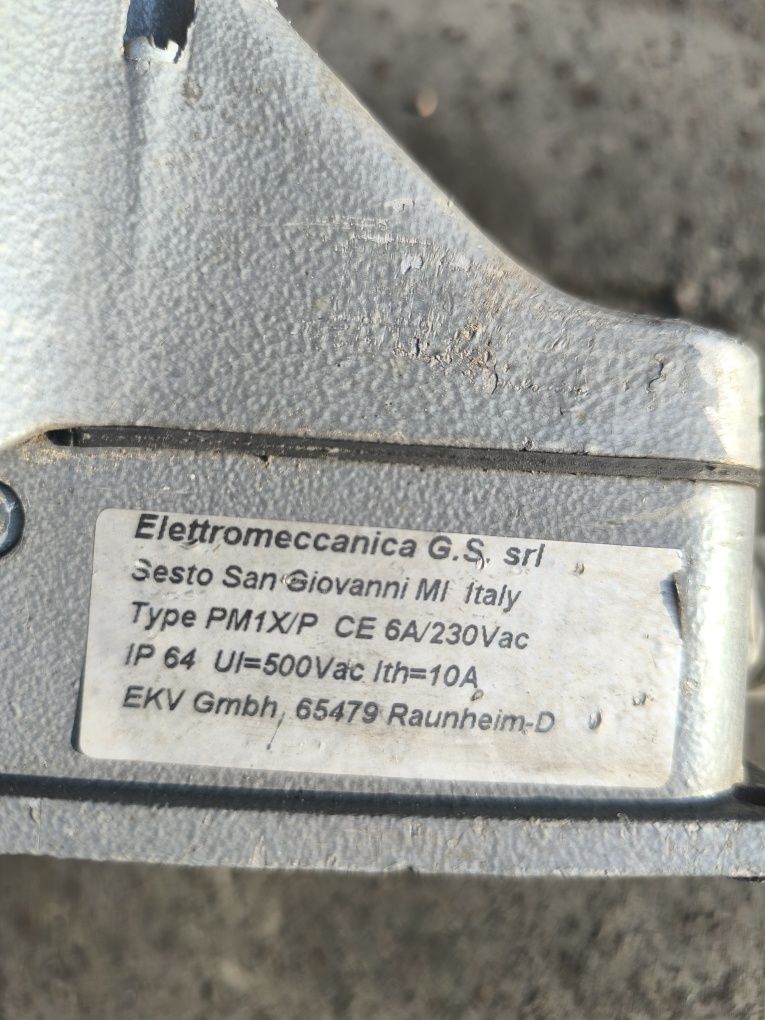 Elettromeccanica G.S. srl
Sesto San Giovanni MI Italy
Type PM1X/P CE 6A/230Vac
IP 64 UI=500Vac Ith=10A
EKV Gmbh, 65479 Raunheim-D